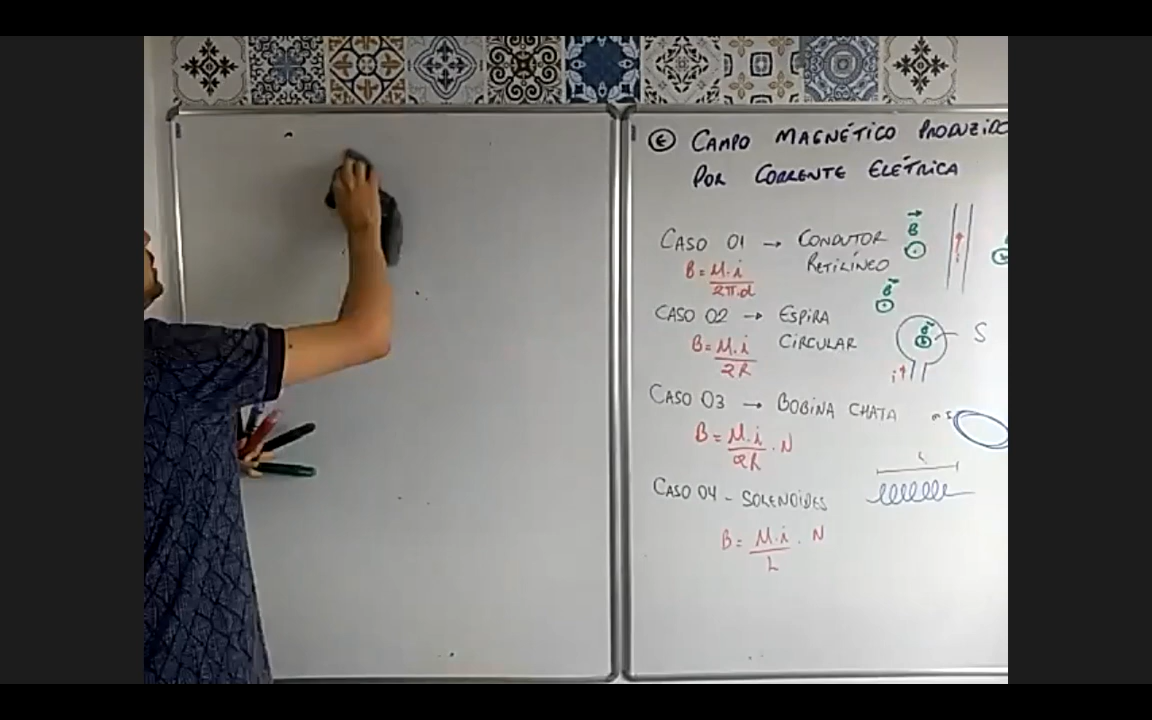 E CAMPO MAGNÉTICO PRODUZIDO
POR CORRENTE ELÉTRICA
CASO 01 → CONDUTOR
RETILÍNEO
B = μ.i / 2π.d
B
CASO 02 → ESPIRA
CIRCULAR
B = μ.i / 2R
B
B
S
i
CASO 03 → BOBINA CHATA
B = μ.i / 2R . N
CASO 04 - SOLENOIDES
L
B = μ.i / L . N